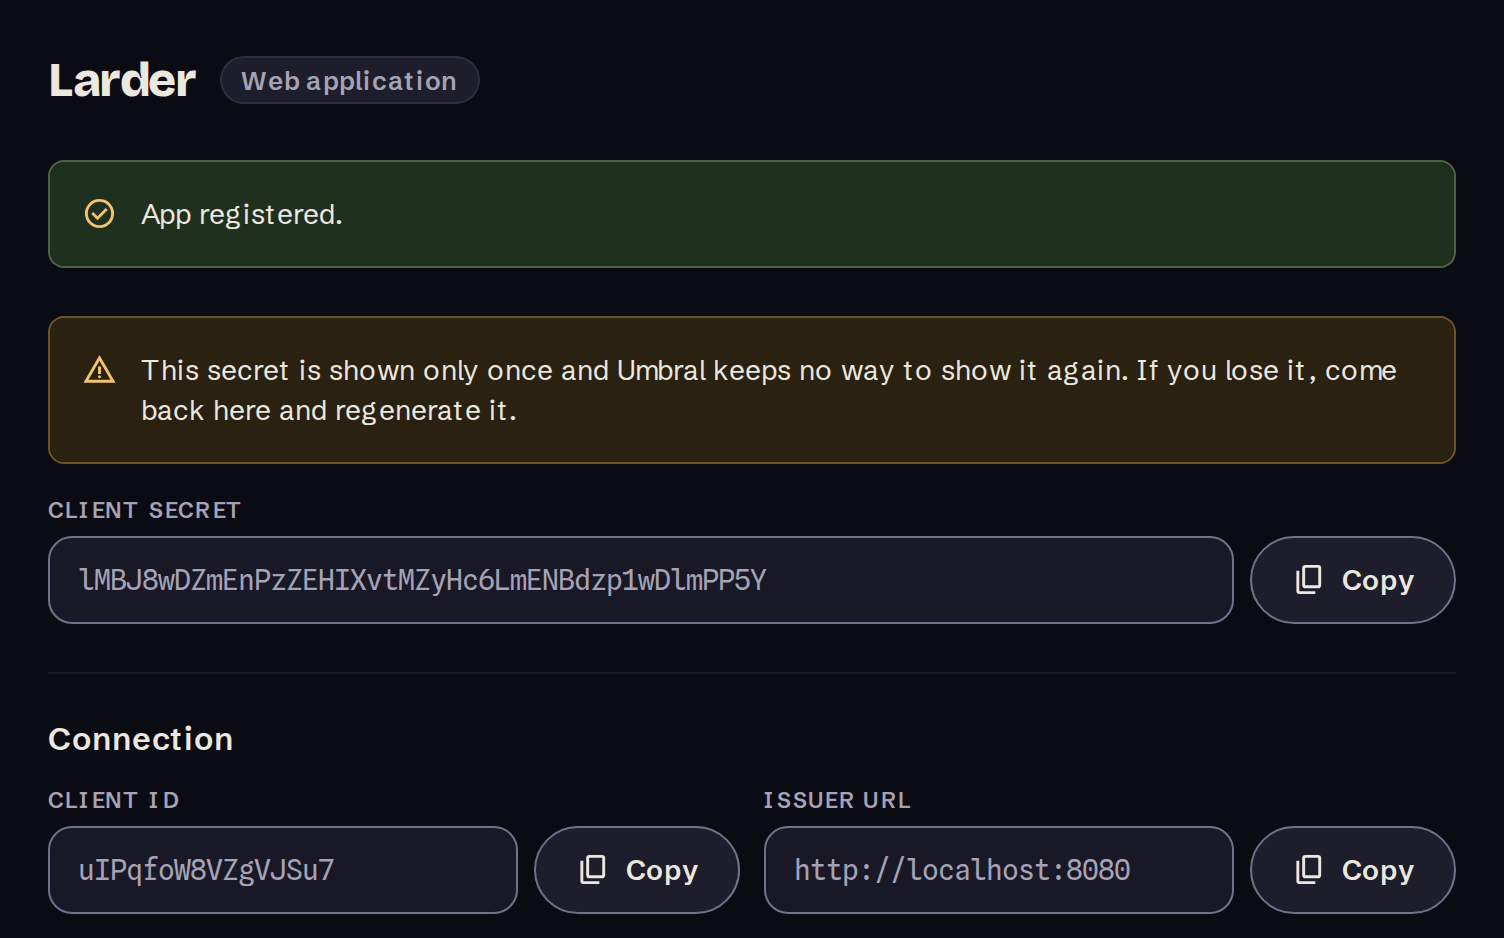 Larder
Web application
App registered.
This secret is shown only once and Umbral keeps no way to show it again. If you lose it, come
back here and regenerate it.
CLIENT SECRET
lMBJ8wDZmEnPzZEHIXvtMZyHc6LmENBdzp1wDlmPP5Y
Copy
Connection
CLIENT ID
uIPqfoW8VZgVJSu7
Copy
ISSUER URL
http://localhost:8080
Copy